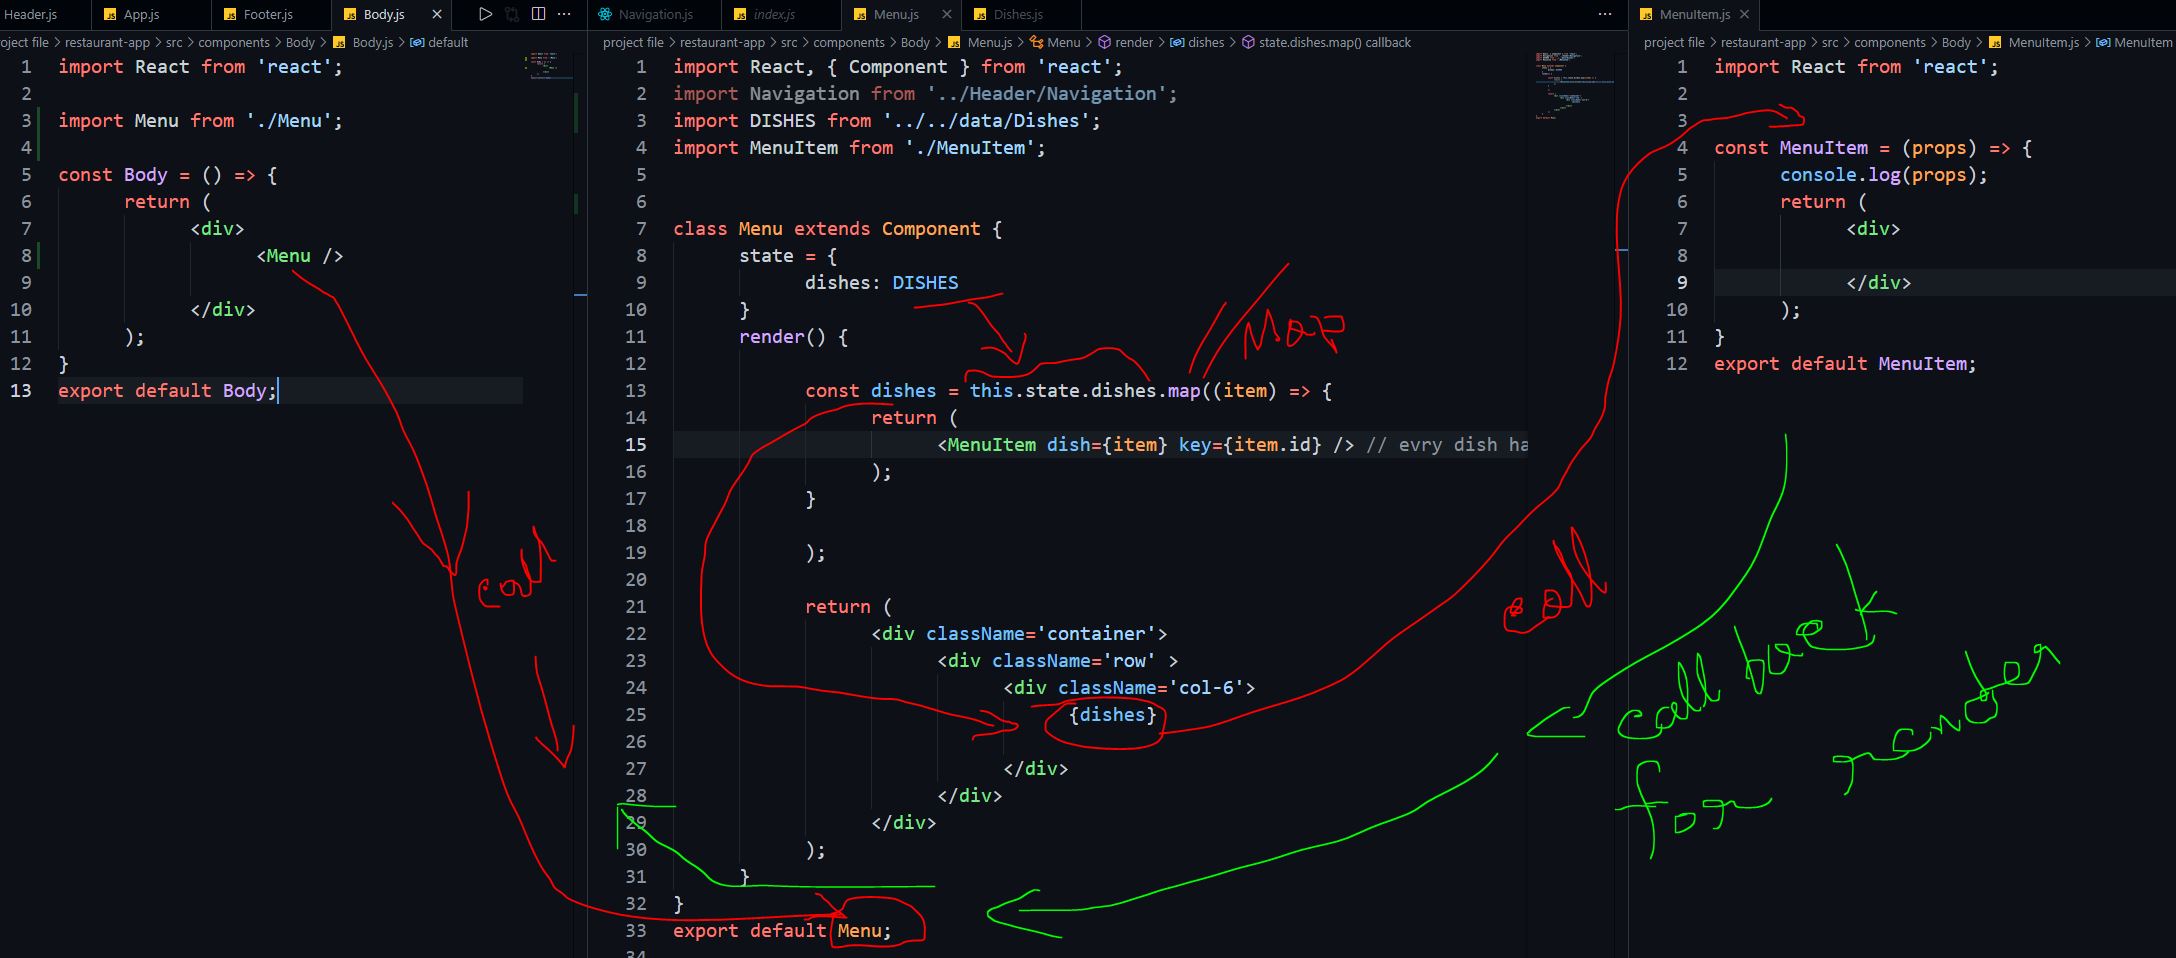 Header.js
App.js
Footer.js
Body.js
oject file > restaurant-app > src > components > Body > Body.js > default
1 import React from 'react';
2
3 import Menu from './Menu';
4
5 const Body = () => {
6 return (
7 <div>
8 <Menu />
9
10 </div>
11 );
12 }
13 export default Body;
call
Navigation.js
index.js
Menu.js
Dishes.js
project file > restaurant-app > src > components > Body > Menu.js > Menu > render > dishes > state.dishes.map() callback
1 import React, { Component } from 'react';
2 import Navigation from '../Header/Navigation';
3 import DISHES from '../../data/Dishes';
4 import MenuItem from './MenuItem';
5
6
7 class Menu extends Component {
8 state = {
9 dishes: DISHES
10 }
11 render() {
Map
12
13 const dishes = this.state.dishes.map((item) => {
14 return (
15 <MenuItem dish={item} key={item.id} /> // evry dish ha
16 );
17 }
18
19 );
20
21 return (
22 <div className='container'>
23 <div className='row' >
24 <div className='col-6'>
25 {dishes}
26
27 </div>
28 </div>
29 </div>
30 );
31 }
32 }
33 export default Menu;
34
call
MenuItem.js
project file > restaurant-app > src > components > Body > MenuItem.js > MenuItem
1 import React from 'react';
2
3
4 const MenuItem = (props) => {
5 console.log(props);
6 return (
7 <div>
8
9 </div>
10 );
11 }
12 export default MenuItem;
call back
for render